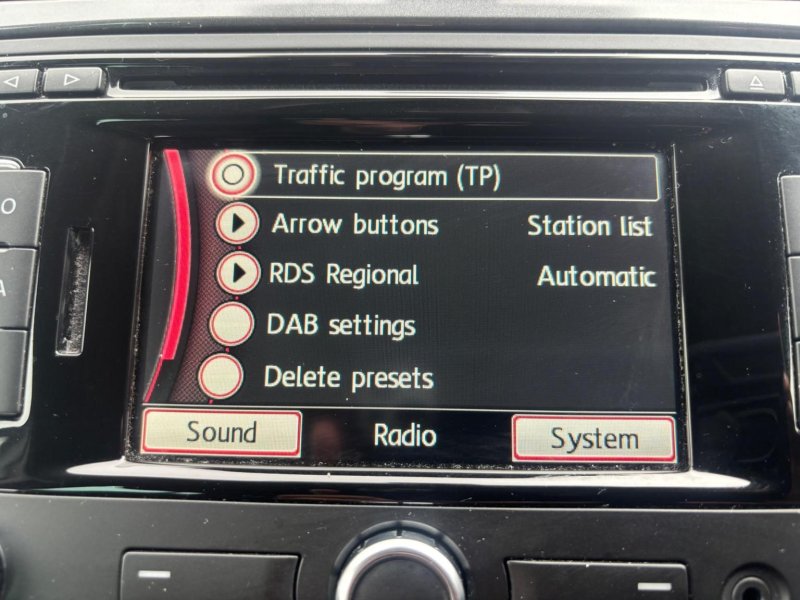 Traffic program (TP)
Arrow buttons Station list
RDS Regional Automatic
DAB settings
Delete presets
Sound Radio System